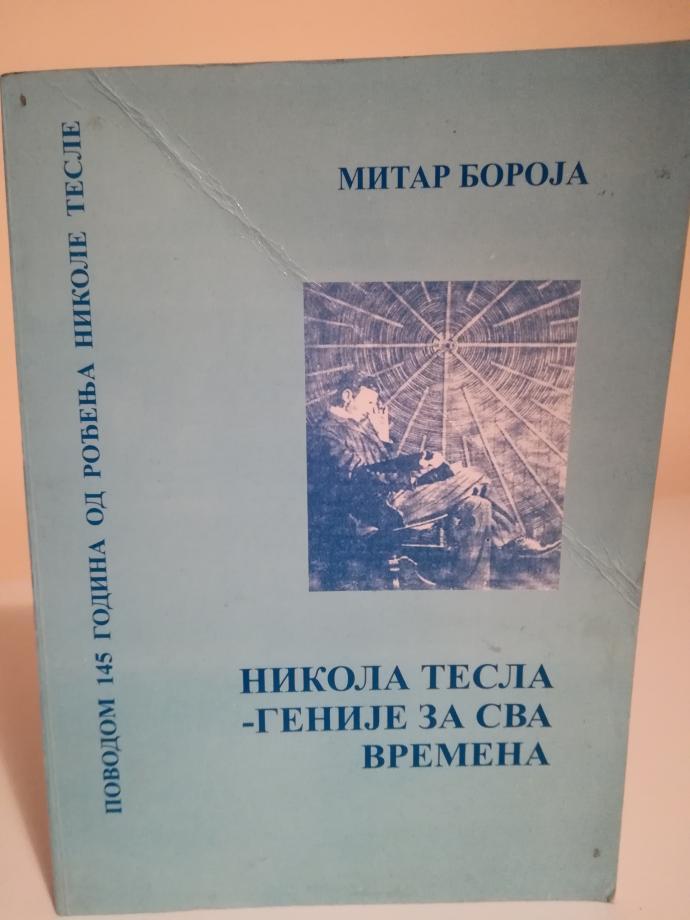 МИТАР БОРОЈА
ПОВОДОМ 145 ГОДИНА ОД РОЂЕЊА НИКОЛЕ ТЕСЛЕ
НИКОЛА ТЕСЛА
-ГЕНИЈЕ ЗА СВА
ВРЕМЕНА